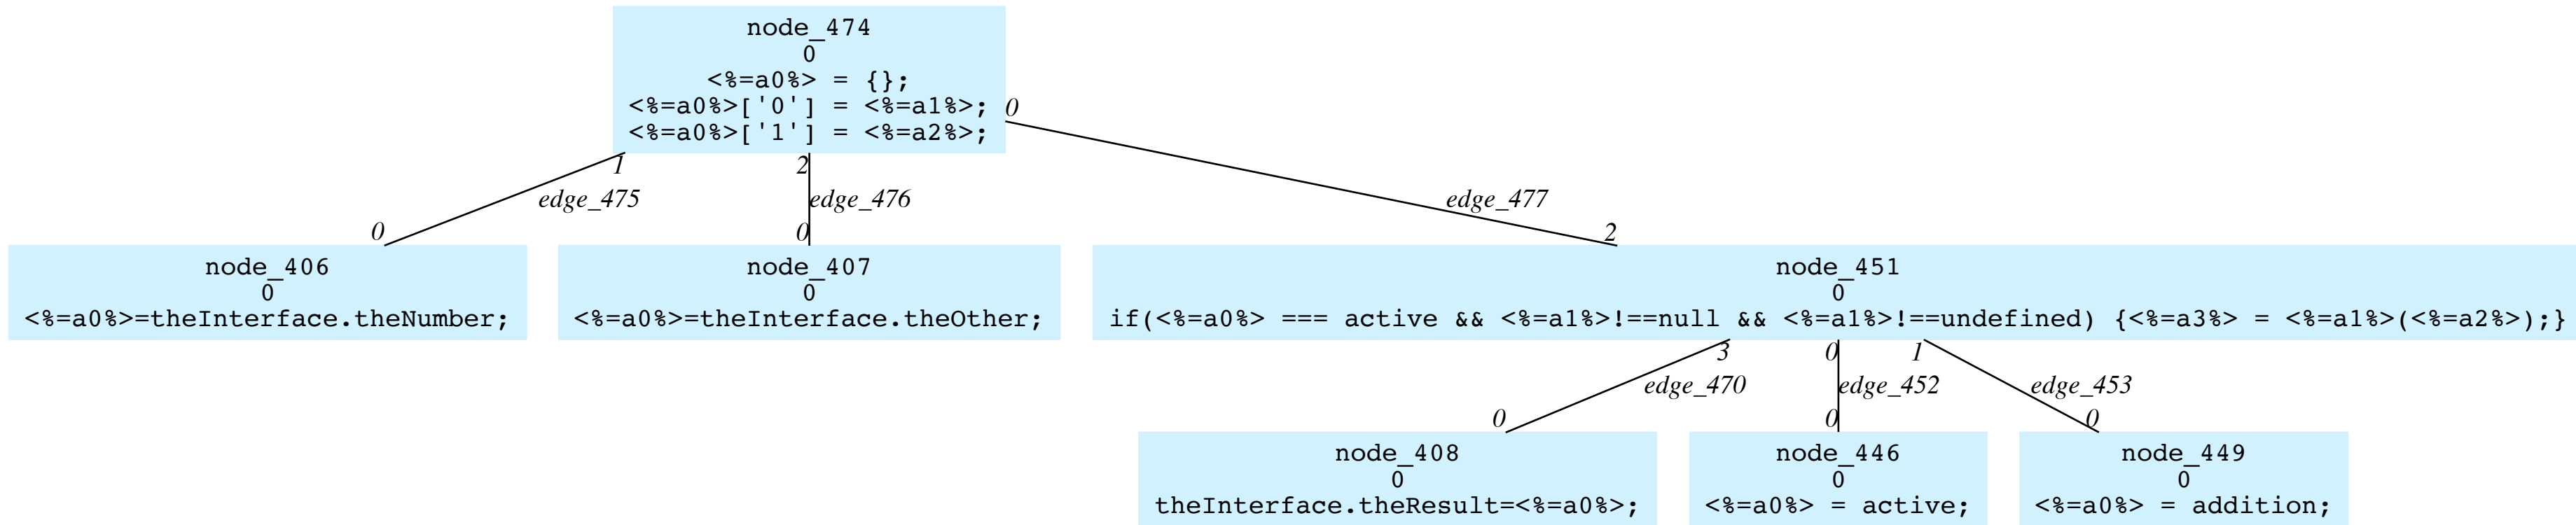 node_474
0
<%=a0%> = {};
<%=a0%>['0'] = <%=a1%>;
0
<%=a0%>['1'] = <%=a2%>;
1
2
edge_475
edge_476
edge_477
0
0
2
node_406
0
<%=a0%>=theInterface.theNumber;
node_407
0
<%=a0%>=theInterface.theOther;
node_451
0
if(<%=a0%> === active && <%=a1%>!==null && <%=a1%>!==undefined) {<%=a3%> = <%=a1%>(<%=a2%>);}
3
0
1
edge_470
edge_452
edge_453
0
0
0
node_408
0
theInterface.theResult=<%=a0%>;
node_446
0
<%=a0%> = active;
node_449
0
<%=a0%> = addition;